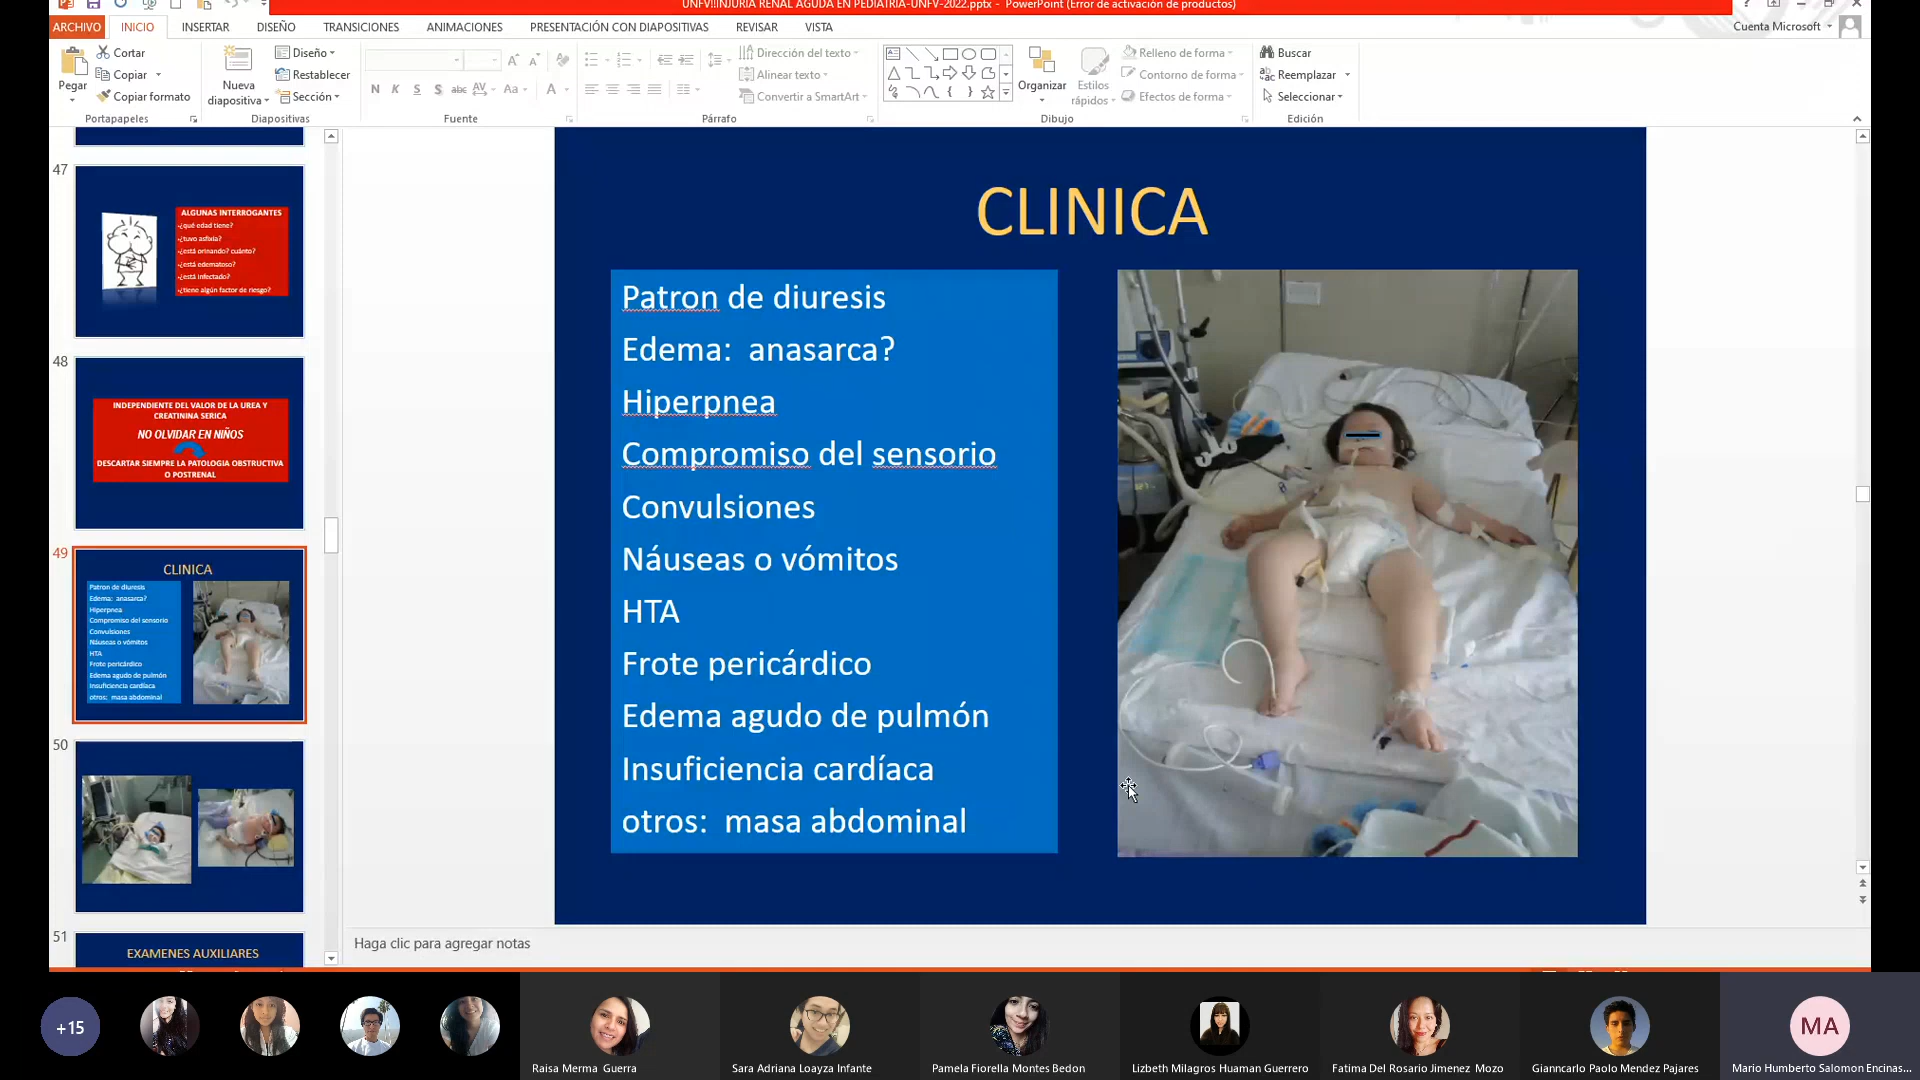 UNFV!!!INJURIA RENAL AGUDA EN PEDIATRIA-UNFV-2022.pptx - PowerPoint (Error de activación de productos)
ARCHIVO INICIO INSERTAR DISEÑO TRANSICIONES ANIMACIONES PRESENTACIÓN CON DIAPOSITIVAS REVISAR VISTA
Cuenta Microsoft
Pegar
Cortar
Copiar
Copiar formato
Portapapeles
Nueva
diapositiva
Diseño
Restablecer
Sección
Diapositivas
N K S S abc AV Aa A
Fuente
Dirección del texto
Alinear texto
Convertir a SmartArt
Párrafo
Organizar
Estilos
rápidos
Relleno de forma
Contorno de forma
Efectos de forma
Dibujo
Buscar
Reemplazar
Seleccionar
Edición
47
ALGUNAS INTERROGANTES
-¿qué edad tiene?
-¿tuvo asfixia?
-¿está orinando? cuánto?
-¿está edematoso?
-¿está infectado?
-¿tiene algún factor de riesgo?
48
INDEPENDIENTE DEL VALOR DE LA UREA Y
CREATININA SERICA
NO OLVIDAR EN NIÑOS
DESCARTAR SIEMPRE LA PATOLOGIA OBSTRUCTIVA
O POSTRENAL
49
CLINICA
Patron de diuresis
Edema: anasarca?
Hiperpnea
Compromiso del sensorio
Convulsiones
Náuseas o vómitos
HTA
Frote pericárdico
Edema agudo de pulmón
Insuficiencia cardíaca
otros: masa abdominal
50
51
EXAMENES AUXILIARES
CLINICA
Patron de diuresis
Edema: anasarca?
Hiperpnea
Compromiso del sensorio
Convulsiones
Náuseas o vómitos
HTA
Frote pericárdico
Edema agudo de pulmón
Insuficiencia cardíaca
otros: masa abdominal
Haga clic para agregar notas
+15
MA
Raisa Merma Guerra
Sara Adriana Loayza Infante
Pamela Fiorella Montes Bedon
Lizbeth Milagros Huaman Guerrero
Fatima Del Rosario Jimenez Mozo
Gianncarlo Paolo Mendez Pajares
Mario Humberto Salomon Encinas...